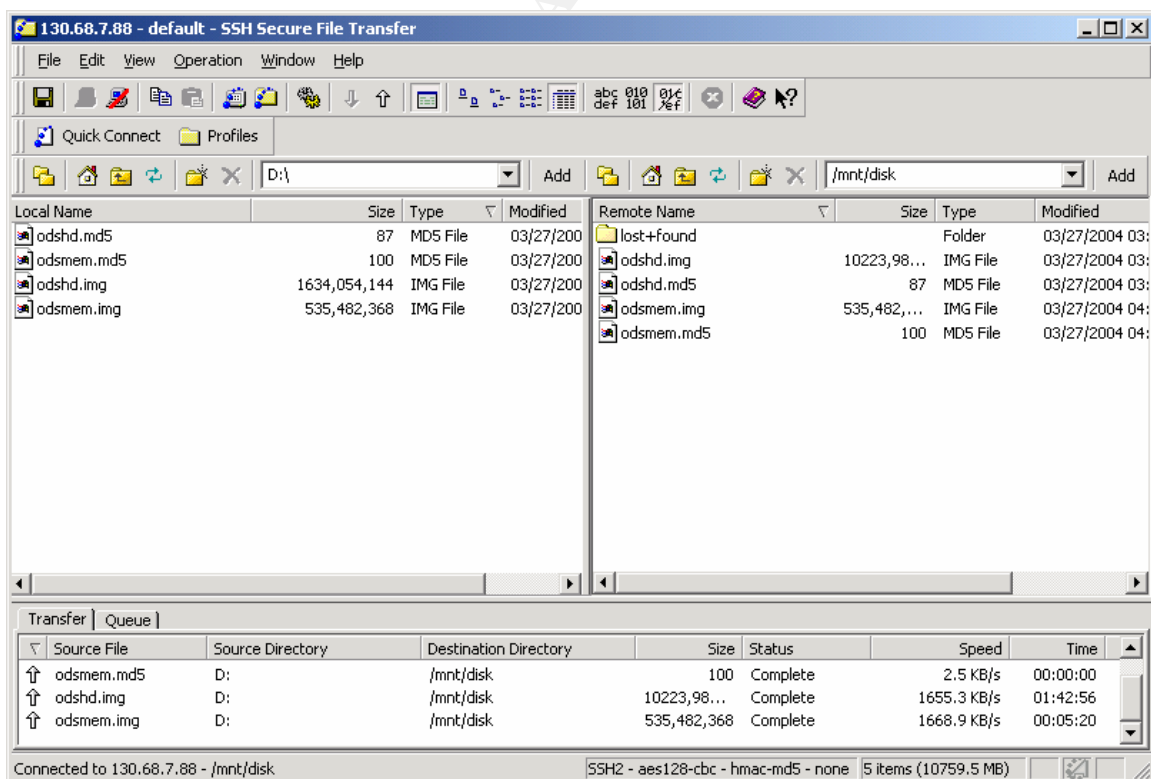 130.68.7.88 - default - SSH Secure File Transfer
File Edit View Operation Window Help
abc def 010 101
Quick Connect Profiles
D:\ Add /mnt/disk Add
Local Name Size Type Modified
odshd.md5 87 MD5 File 03/27/200
odsmem.md5 100 MD5 File 03/27/200
odshd.img 1634,054,144 IMG File 03/27/200
odsmem.img 535,482,368 IMG File 03/27/200
Remote Name Size Type Modified
lost+found Folder 03/27/2004 03:
odshd.img 10223,98... IMG File 03/27/2004 03:
odshd.md5 87 MD5 File 03/27/2004 03:
odsmem.img 535,482,... IMG File 03/27/2004 04:
odsmem.md5 100 MD5 File 03/27/2004 04:
Transfer Queue
Source File Source Directory Destination Directory Size Status Speed Time
odsmem.md5 D: /mnt/disk 100 Complete 2.5 KB/s 00:00:00
odshd.img D: /mnt/disk 10223,98... Complete 1655.3 KB/s 01:42:56
odsmem.img D: /mnt/disk 535,482,368 Complete 1668.9 KB/s 00:05:20
Connected to 130.68.7.88 - /mnt/disk SSH2 - aes128-cbc - hmac-md5 - none 5 items (10759.5 MB)